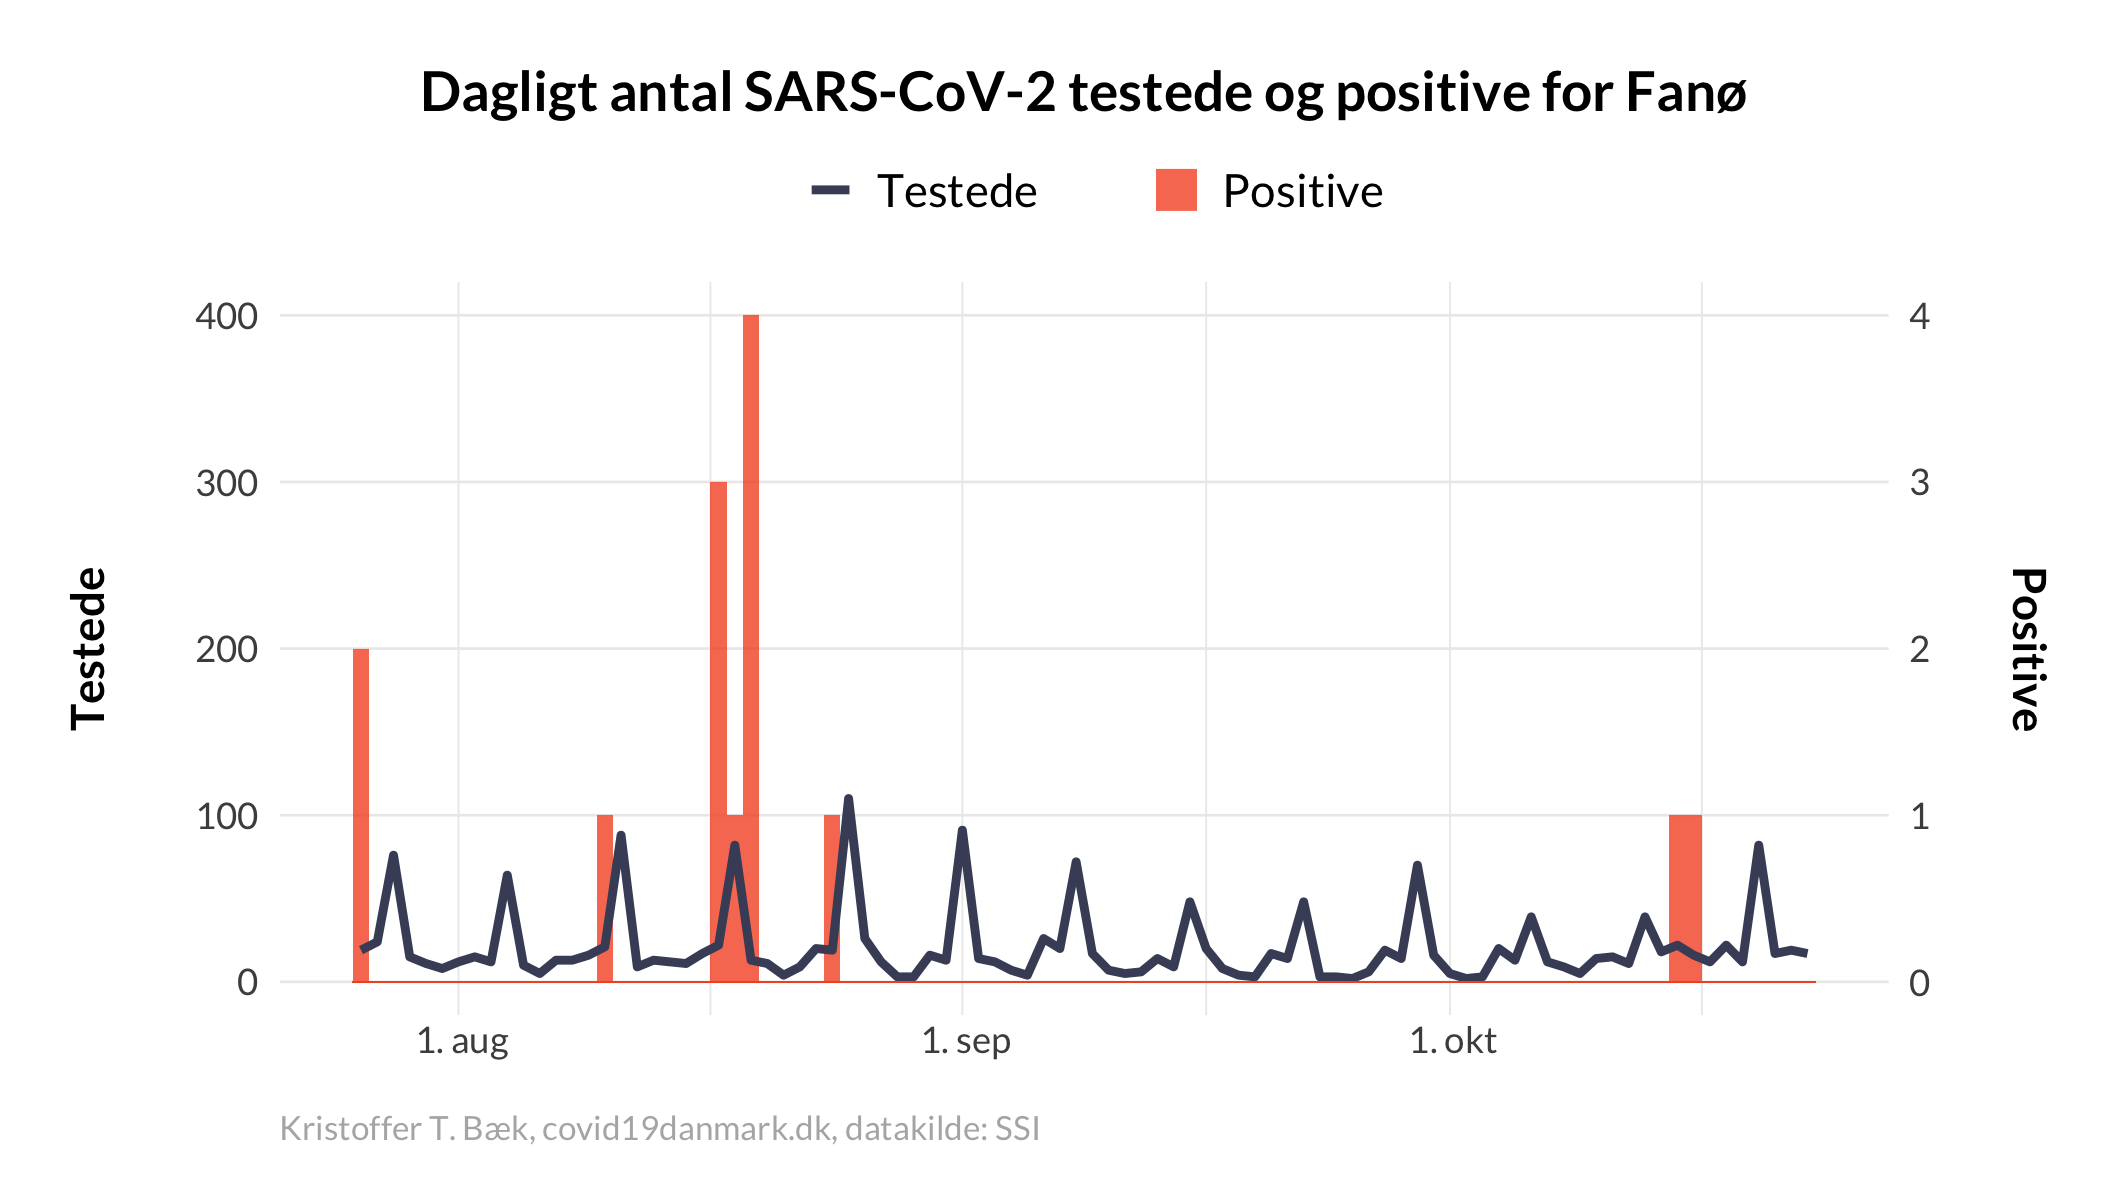 Dagligt antal SARS-CoV-2 testede og positive for Fanø
Testede Positive
400 4
300 3
200 2
100 1
0 0
Testede
Positive
1. aug 1. sep 1. okt
Kristoffer T. Bæk, covid19danmark.dk, datakilde: SSI